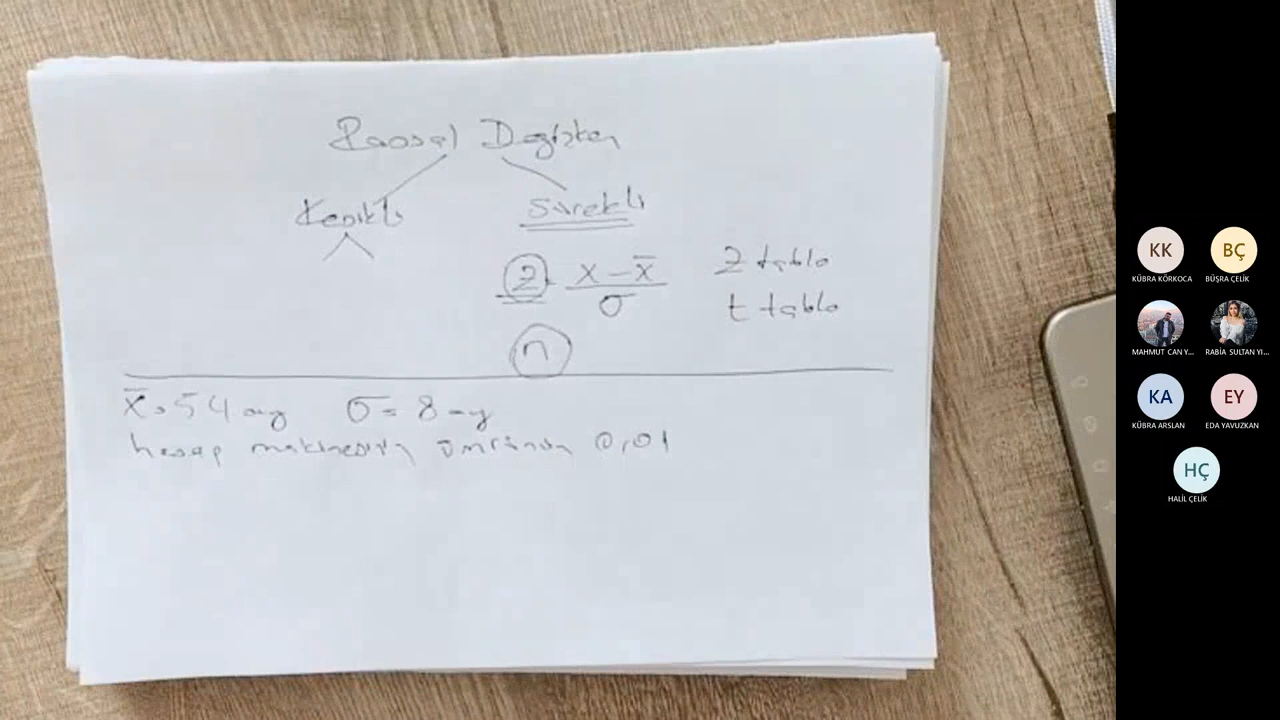 Rassal Değişken
Kesikli Sürekli
Z = X - X̄ / σ Z tablo
t tablo
n
X̄ = 54 ay σ = 8 ay
hesap makinesinin ömrünün 0,01
KK BÇ
KÜBRA KÖRKOCA BÜŞRA ÇELİK
MAHMUT CAN Y... RABİA SULTAN YI...
KA EY
KÜBRA ARSLAN EDA YAVUZKAN
HÇ
HALİL ÇELİK